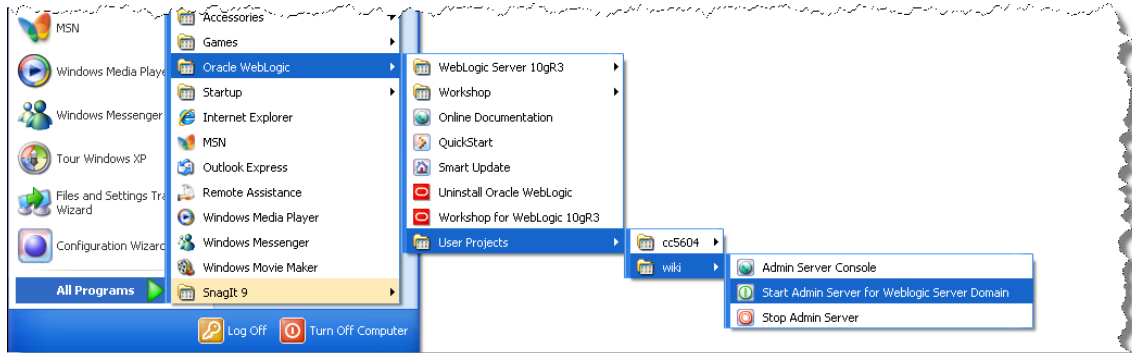 MSN
Windows Media Playe
Windows Messenger
Tour Windows XP
Files and Settings Tra
Wizard
Configuration Wizard
All Programs
Accessories
Games
Oracle WebLogic
Startup
Internet Explorer
MSN
Outlook Express
Remote Assistance
Windows Media Player
Windows Messenger
Windows Movie Maker
SnagIt 9
Log Off
Turn Off Computer
WebLogic Server 10gR3
Workshop
Online Documentation
QuickStart
Smart Update
Uninstall Oracle WebLogic
Workshop for WebLogic 10gR3
User Projects
cc5604
wiki
Admin Server Console
Start Admin Server for Weblogic Server Domain
Stop Admin Server